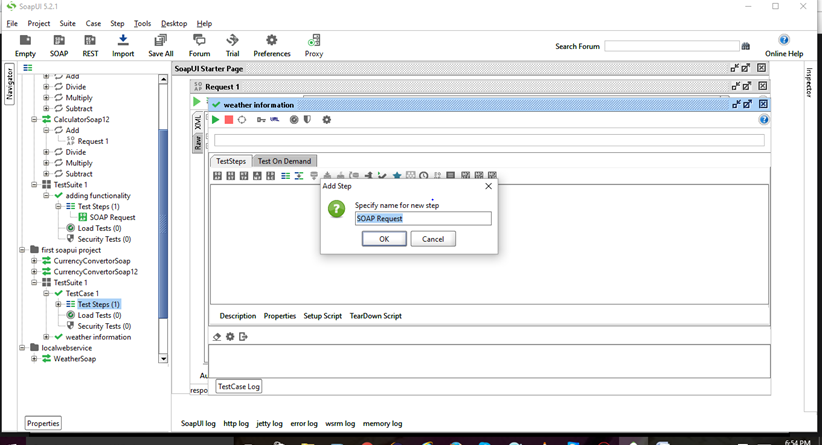 SoapUI 5.2.1
File Project Suite Case Step Tools Desktop Help
Empty SOAP REST Import Save All Forum Trial Preferences Proxy
Search Forum
Online Help
Navigator
Inspector
SoapUI Starter Page
Request 1
weather information
XML
Raw
Add
Divide
Multiply
Subtract
CalculatorSoap12
Add
Request 1
Divide
Multiply
Subtract
TestSuite 1
adding functionality
Test Steps (1)
SOAP Request
Load Tests (0)
Security Tests (0)
first soapui project
CurrencyConvertorSoap
CurrencyConvertorSoap12
TestSuite 1
TestCase 1
Test Steps (1)
Load Tests (0)
Security Tests (0)
weather information
localwebservice
WeatherSoap
TestSteps Test On Demand
Add Step
Specify name for new step
SOAP Request
OK Cancel
Description Properties Setup Script TearDown Script
Au
respo
TestCase Log
Properties
SoapUI log http log jetty log error log wsrm log memory log
6:54 PM